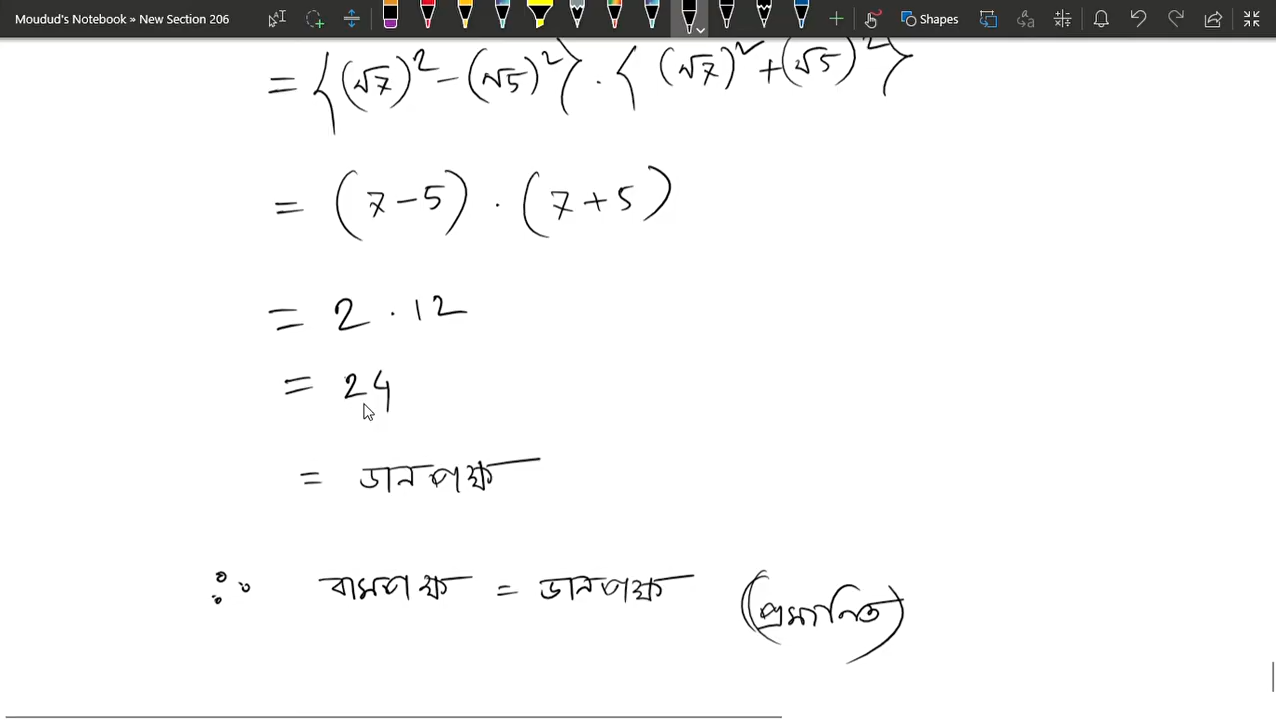 Moudud's Notebook » New Section 206 Shapes
= {(√7)² - (√5)²} · {(√7)² + (√5)²}
= (7 - 5) · (7 + 5)
= 2 · 12
= 24
= ডানপক্ষ
∴ বামপক্ষ = ডানপক্ষ (প্রমানিত)